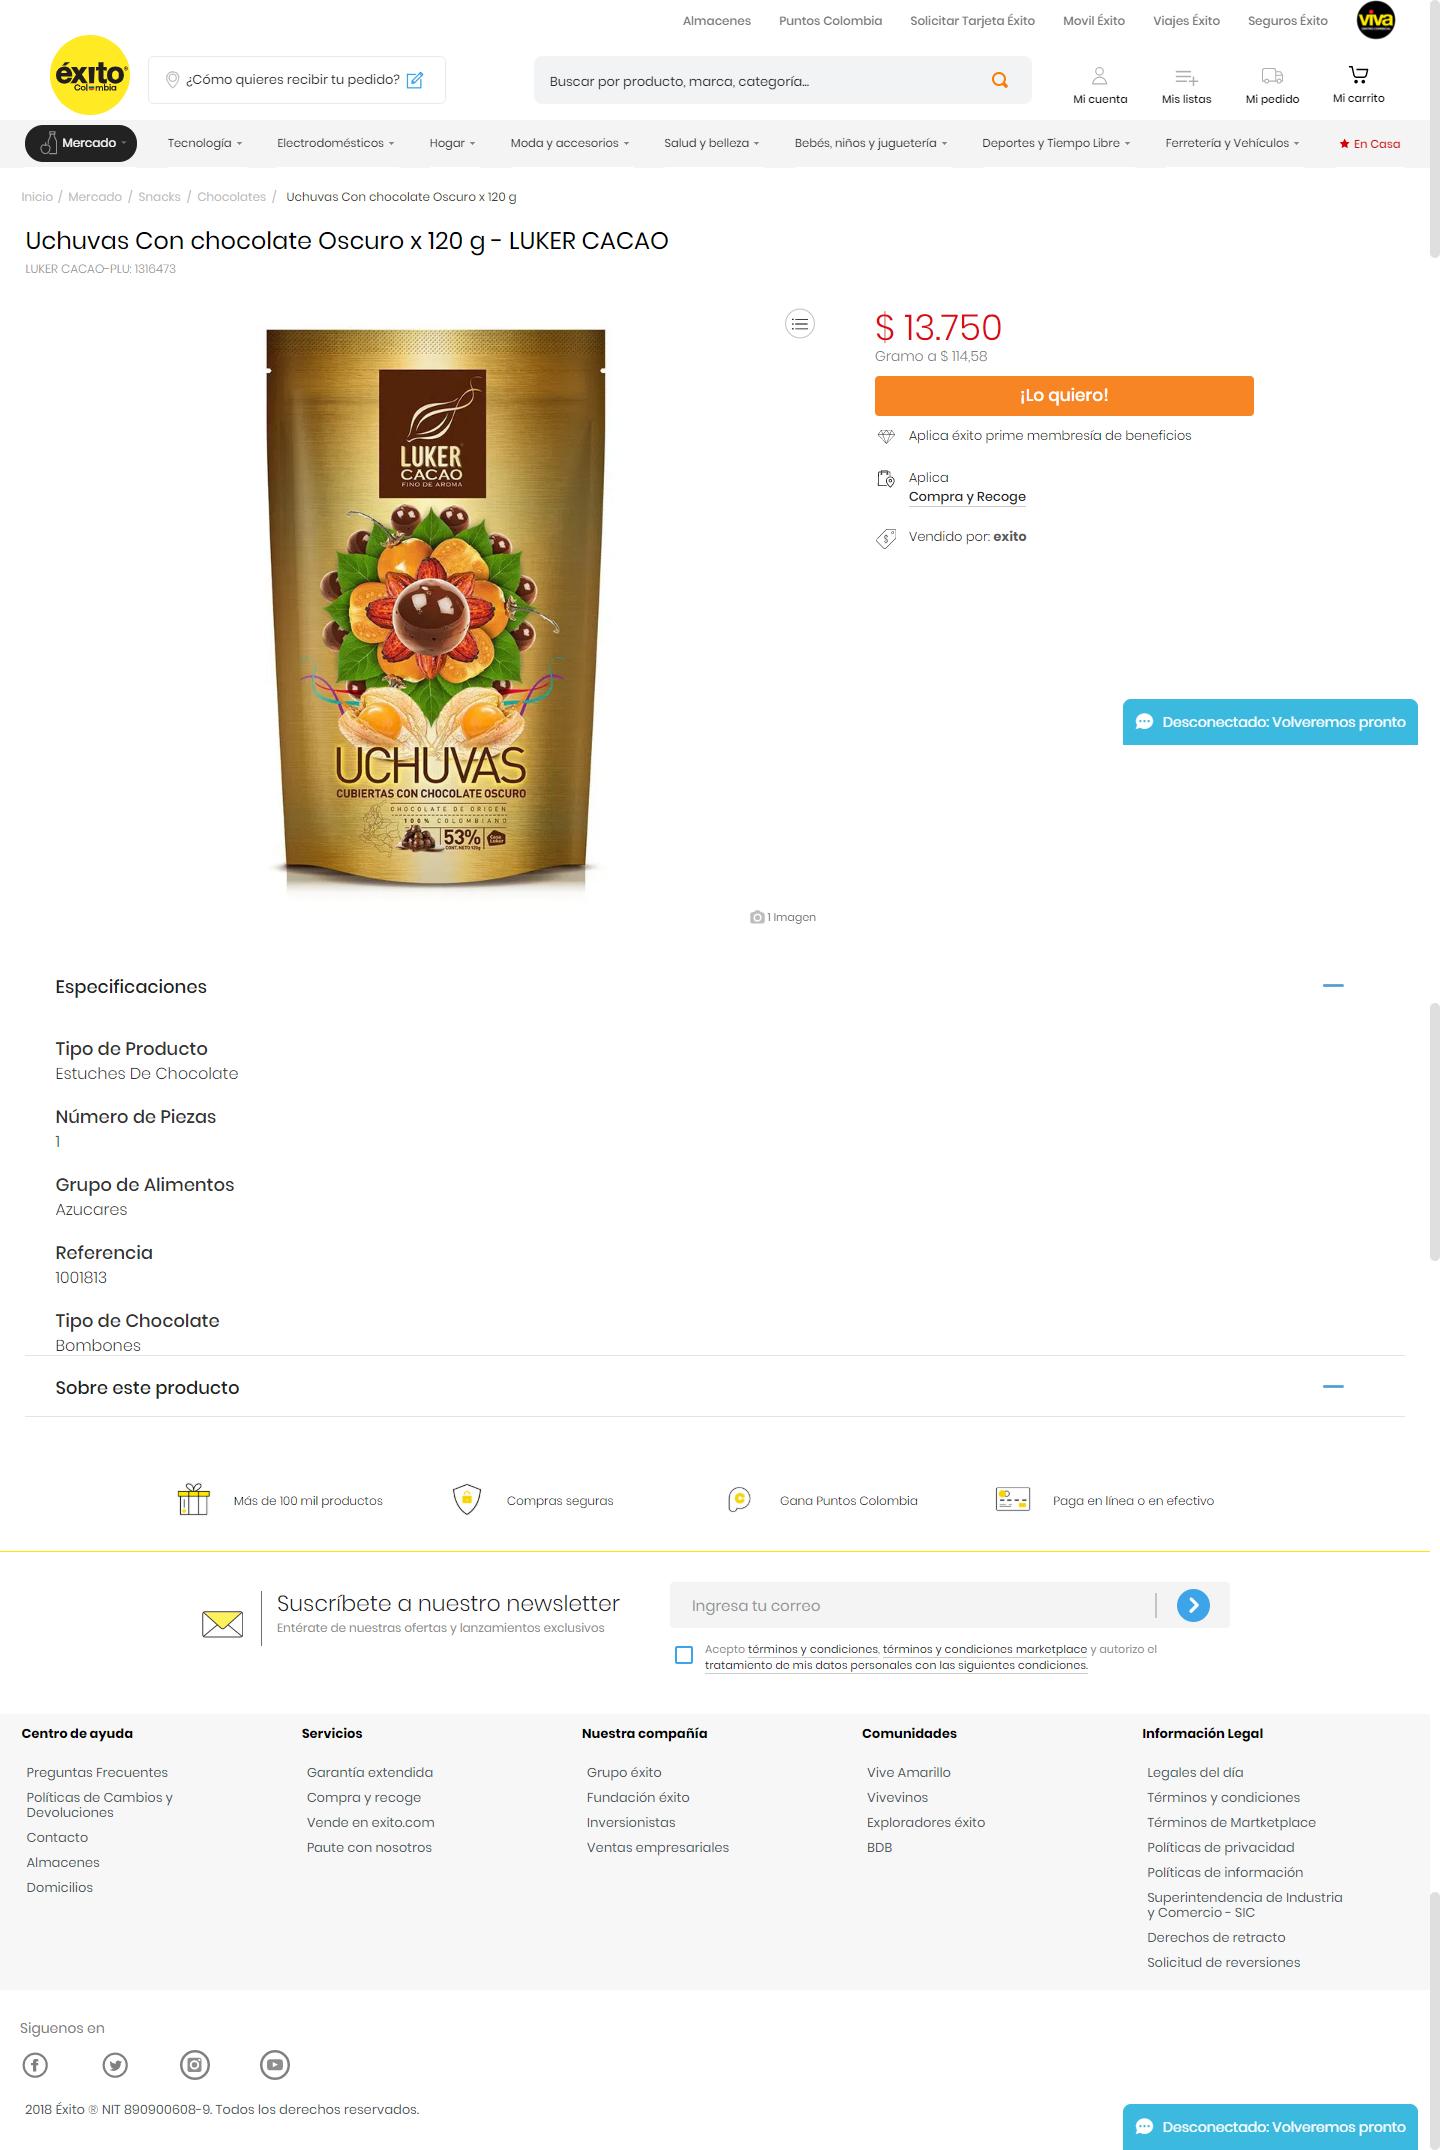 Almacenes Puntos Colombia Solicitar Tarjeta Éxito Movil Éxito Viajes Éxito Seguros Éxito viva
éxito
Colombia
¿Cómo quieres recibir tu pedido?
Buscar por producto, marca, categoría...
Mi cuenta Mis listas Mi pedido Mi carrito
Mercado Tecnología Electrodomésticos Hogar Moda y accesorios Salud y belleza Bebés, niños y juguetería Deportes y Tiempo Libre Ferretería y Vehículos En Casa
Inicio / Mercado / Snacks / Chocolates / Uchuvas Con chocolate Oscuro x 120 g
Uchuvas Con chocolate Oscuro x 120 g - LUKER CACAO
LUKER CACAO-PLU: 1316473
LUKER
CACAO
FINO DE AROMA
UCHUVAS
CUBIERTAS CON CHOCOLATE OSCURO
CHOCOLATE DE ORIGEN
100% COLOMBIANO
53%
CONT. NETO 120g
1 Imagen
$ 13.750
Gramo a $ 114,58
¡Lo quiero!
Aplica éxito prime membresía de beneficios
Aplica
Compra y Recoge
Vendido por: exito
Desconectado: Volveremos pronto
Especificaciones
Tipo de Producto
Estuches De Chocolate
Número de Piezas
1
Grupo de Alimentos
Azucares
Referencia
1001813
Tipo de Chocolate
Bombones
Sobre este producto
Más de 100 mil productos Compras seguras Gana Puntos Colombia Paga en línea o en efectivo
Suscríbete a nuestro newsletter
Entérate de nuestras ofertas y lanzamientos exclusivos
Ingresa tu correo
Acepto términos y condiciones, términos y condiciones marketplace y autorizo el
tratamiento de mis datos personales con las siguientes condiciones.
Centro de ayuda
Preguntas Frecuentes
Políticas de Cambios y
Devoluciones
Contacto
Almacenes
Domicilios
Servicios
Garantía extendida
Compra y recoge
Vende en exito.com
Paute con nosotros
Nuestra compañía
Grupo éxito
Fundación éxito
Inversionistas
Ventas empresariales
Comunidades
Vive Amarillo
Vivevinos
Exploradores éxito
BDB
Información Legal
Legales del día
Términos y condiciones
Términos de Martketplace
Políticas de privacidad
Políticas de información
Superintendencia de Industria
y Comercio - SIC
Derechos de retracto
Solicitud de reversiones
Siguenos en
2018 Éxito ® NIT 890900608-9. Todos los derechos reservados.
Desconectado: Volveremos pronto